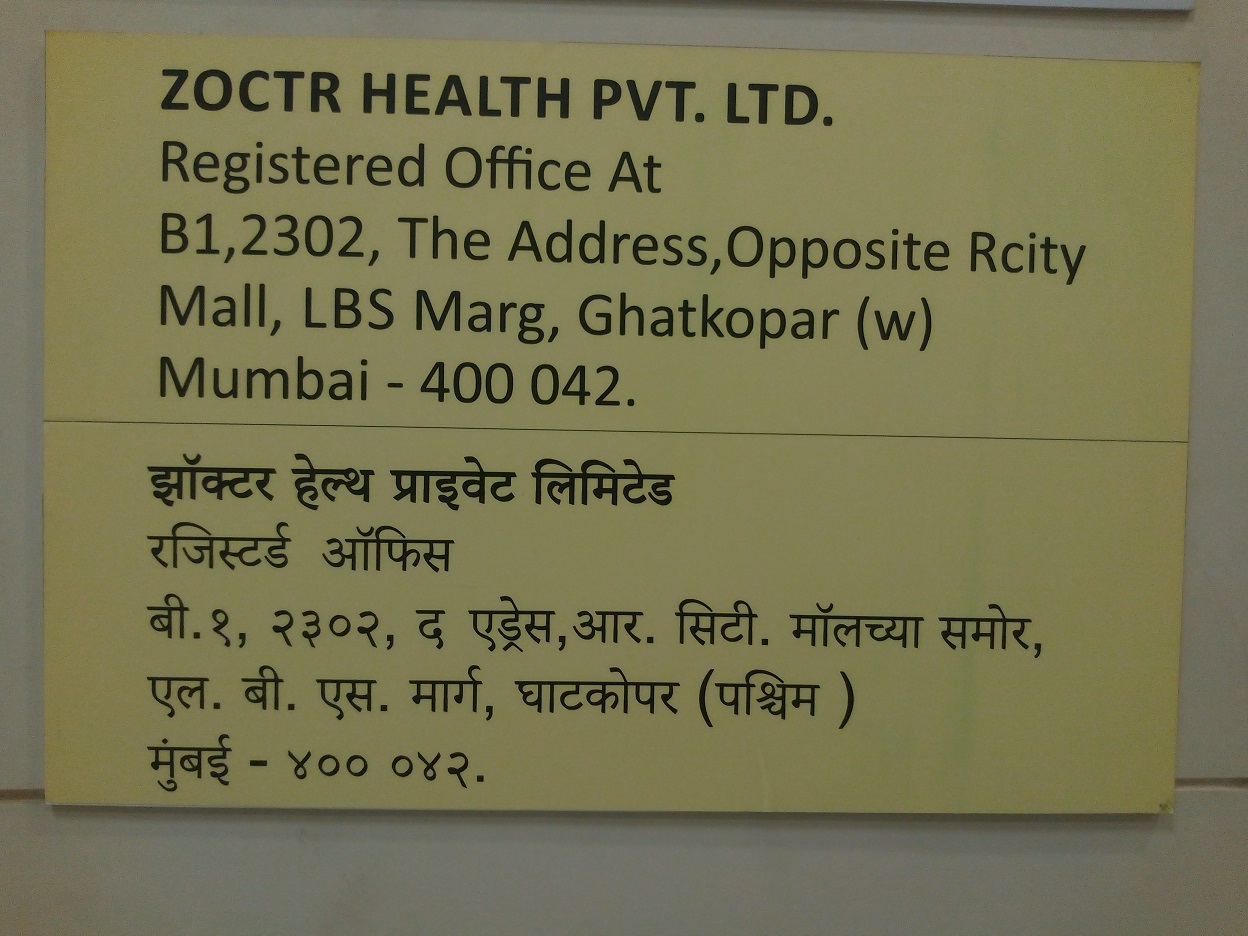 ZOCTR HEALTH PVT. LTD.
Registered Office At
B1,2302, The Address,Opposite Rcity
Mall, LBS Marg, Ghatkopar (w)
Mumbai - 400 042.
झॉक्टर हेल्थ प्राइवेट लिमिटेड
रजिस्टर्ड ऑफिस
बी.१, २३०२, द एड्रेस,आर. सिटी. मॉलच्या समोर,
एल. बी. एस. मार्ग, घाटकोपर (पश्चिम )
मुंबई - ४०० ०४२.